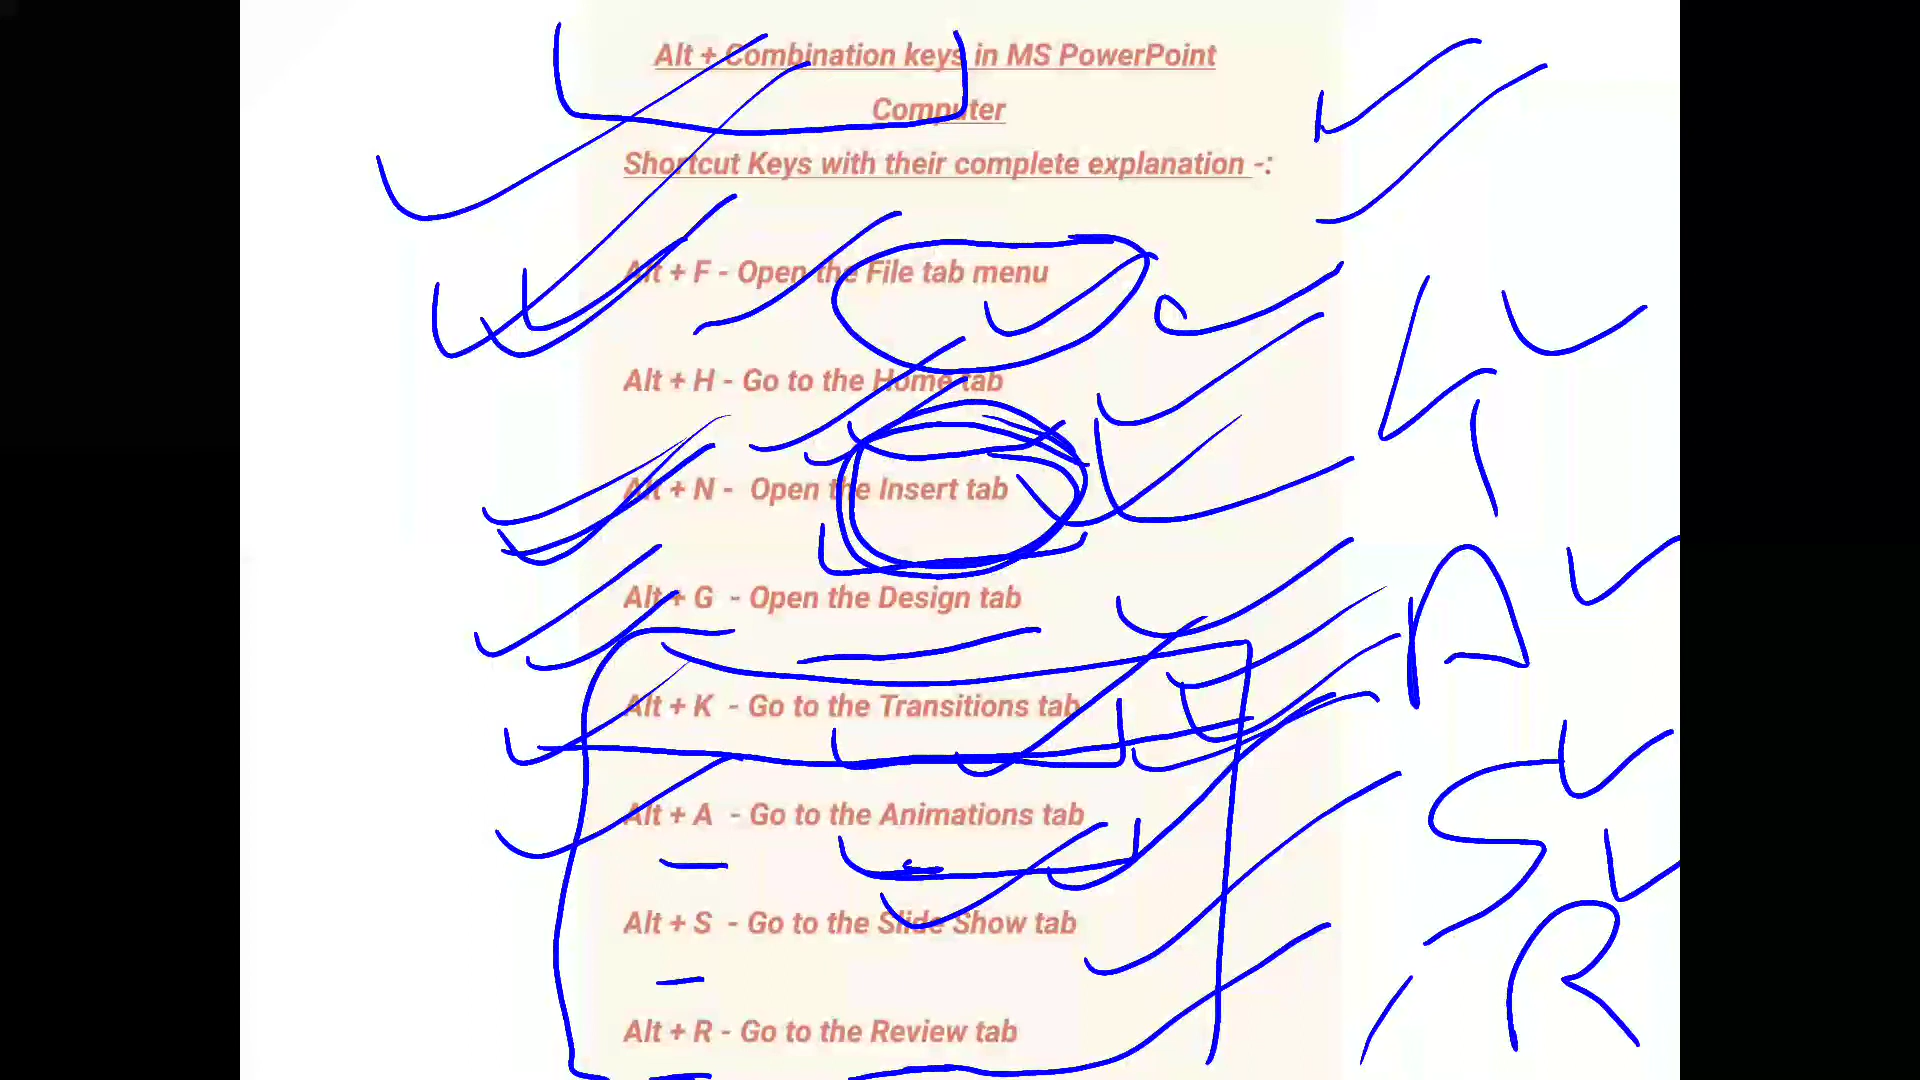 Alt + Combination keys in MS PowerPoint
Computer
Shortcut Keys with their complete explanation -:
Alt + F - Open the File tab menu
Alt + H - Go to the Home tab
Alt + N - Open the Insert tab
Alt + G - Open the Design tab
Alt + K - Go to the Transitions tab
Alt + A - Go to the Animations tab
A
Alt + S - Go to the Slide Show tab
S
Alt + R - Go to the Review tab
R